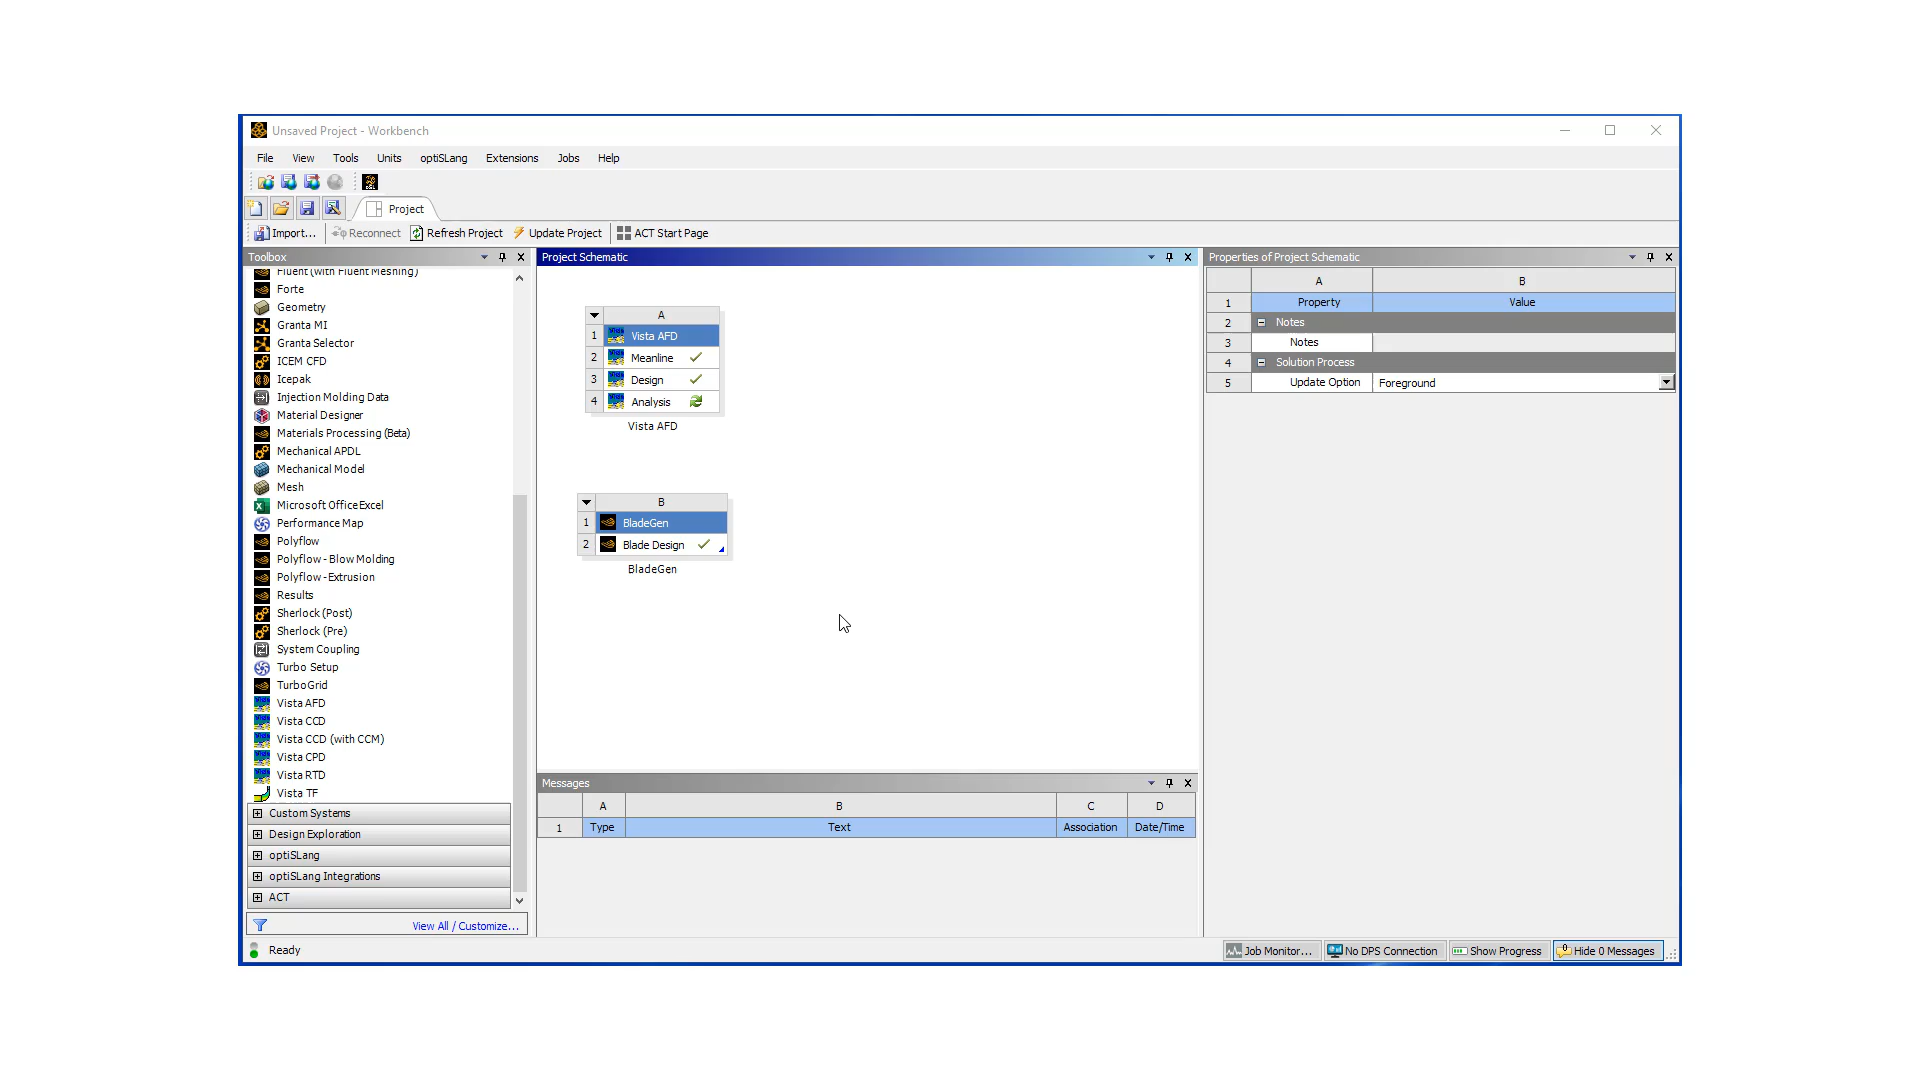 Unsaved Project - Workbench
File View Tools Units optiSLang Extensions Jobs Help
Project
Import... Reconnect Refresh Project Update Project ACT Start Page
Toolbox
Fluent (with Fluent Meshing)
Forte
Geometry
Granta MI
Granta Selector
ICEM CFD
Icepak
Injection Molding Data
Material Designer
Materials Processing (Beta)
Mechanical APDL
Mechanical Model
Mesh
Microsoft Office Excel
Performance Map
Polyflow
Polyflow - Blow Molding
Polyflow - Extrusion
Results
Sherlock (Post)
Sherlock (Pre)
System Coupling
Turbo Setup
TurboGrid
Vista AFD
Vista CCD
Vista CCD (with CCM)
Vista CPD
Vista RTD
Vista TF
Custom Systems
Design Exploration
optiSLang
optiSLang Integrations
ACT
View All / Customize...
Project Schematic
A
1 Vista AFD
2 Meanline
3 Design
4 Analysis
Vista AFD
B
1 BladeGen
2 Blade Design
BladeGen
Messages
A B C D
1 Type Text Association Date/Time
Properties of Project Schematic
A B
1 Property Value
2 Notes
3 Notes
4 Solution Process
5 Update Option Foreground
Ready
Job Monitor... No DPS Connection Show Progress Hide 0 Messages